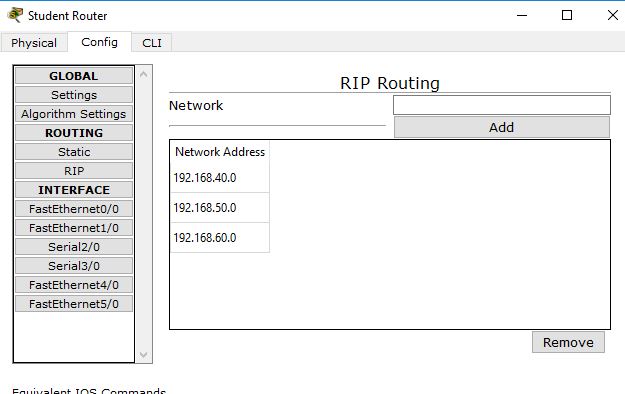 Student Router
Physical Config CLI
GLOBAL
Settings
Algorithm Settings
ROUTING
Static
RIP
INTERFACE
FastEthernet0/0
FastEthernet1/0
Serial2/0
Serial3/0
FastEthernet4/0
FastEthernet5/0
RIP Routing
Network
Add
Network Address
192.168.40.0
192.168.50.0
192.168.60.0
Remove
Equivalent IOS Commands